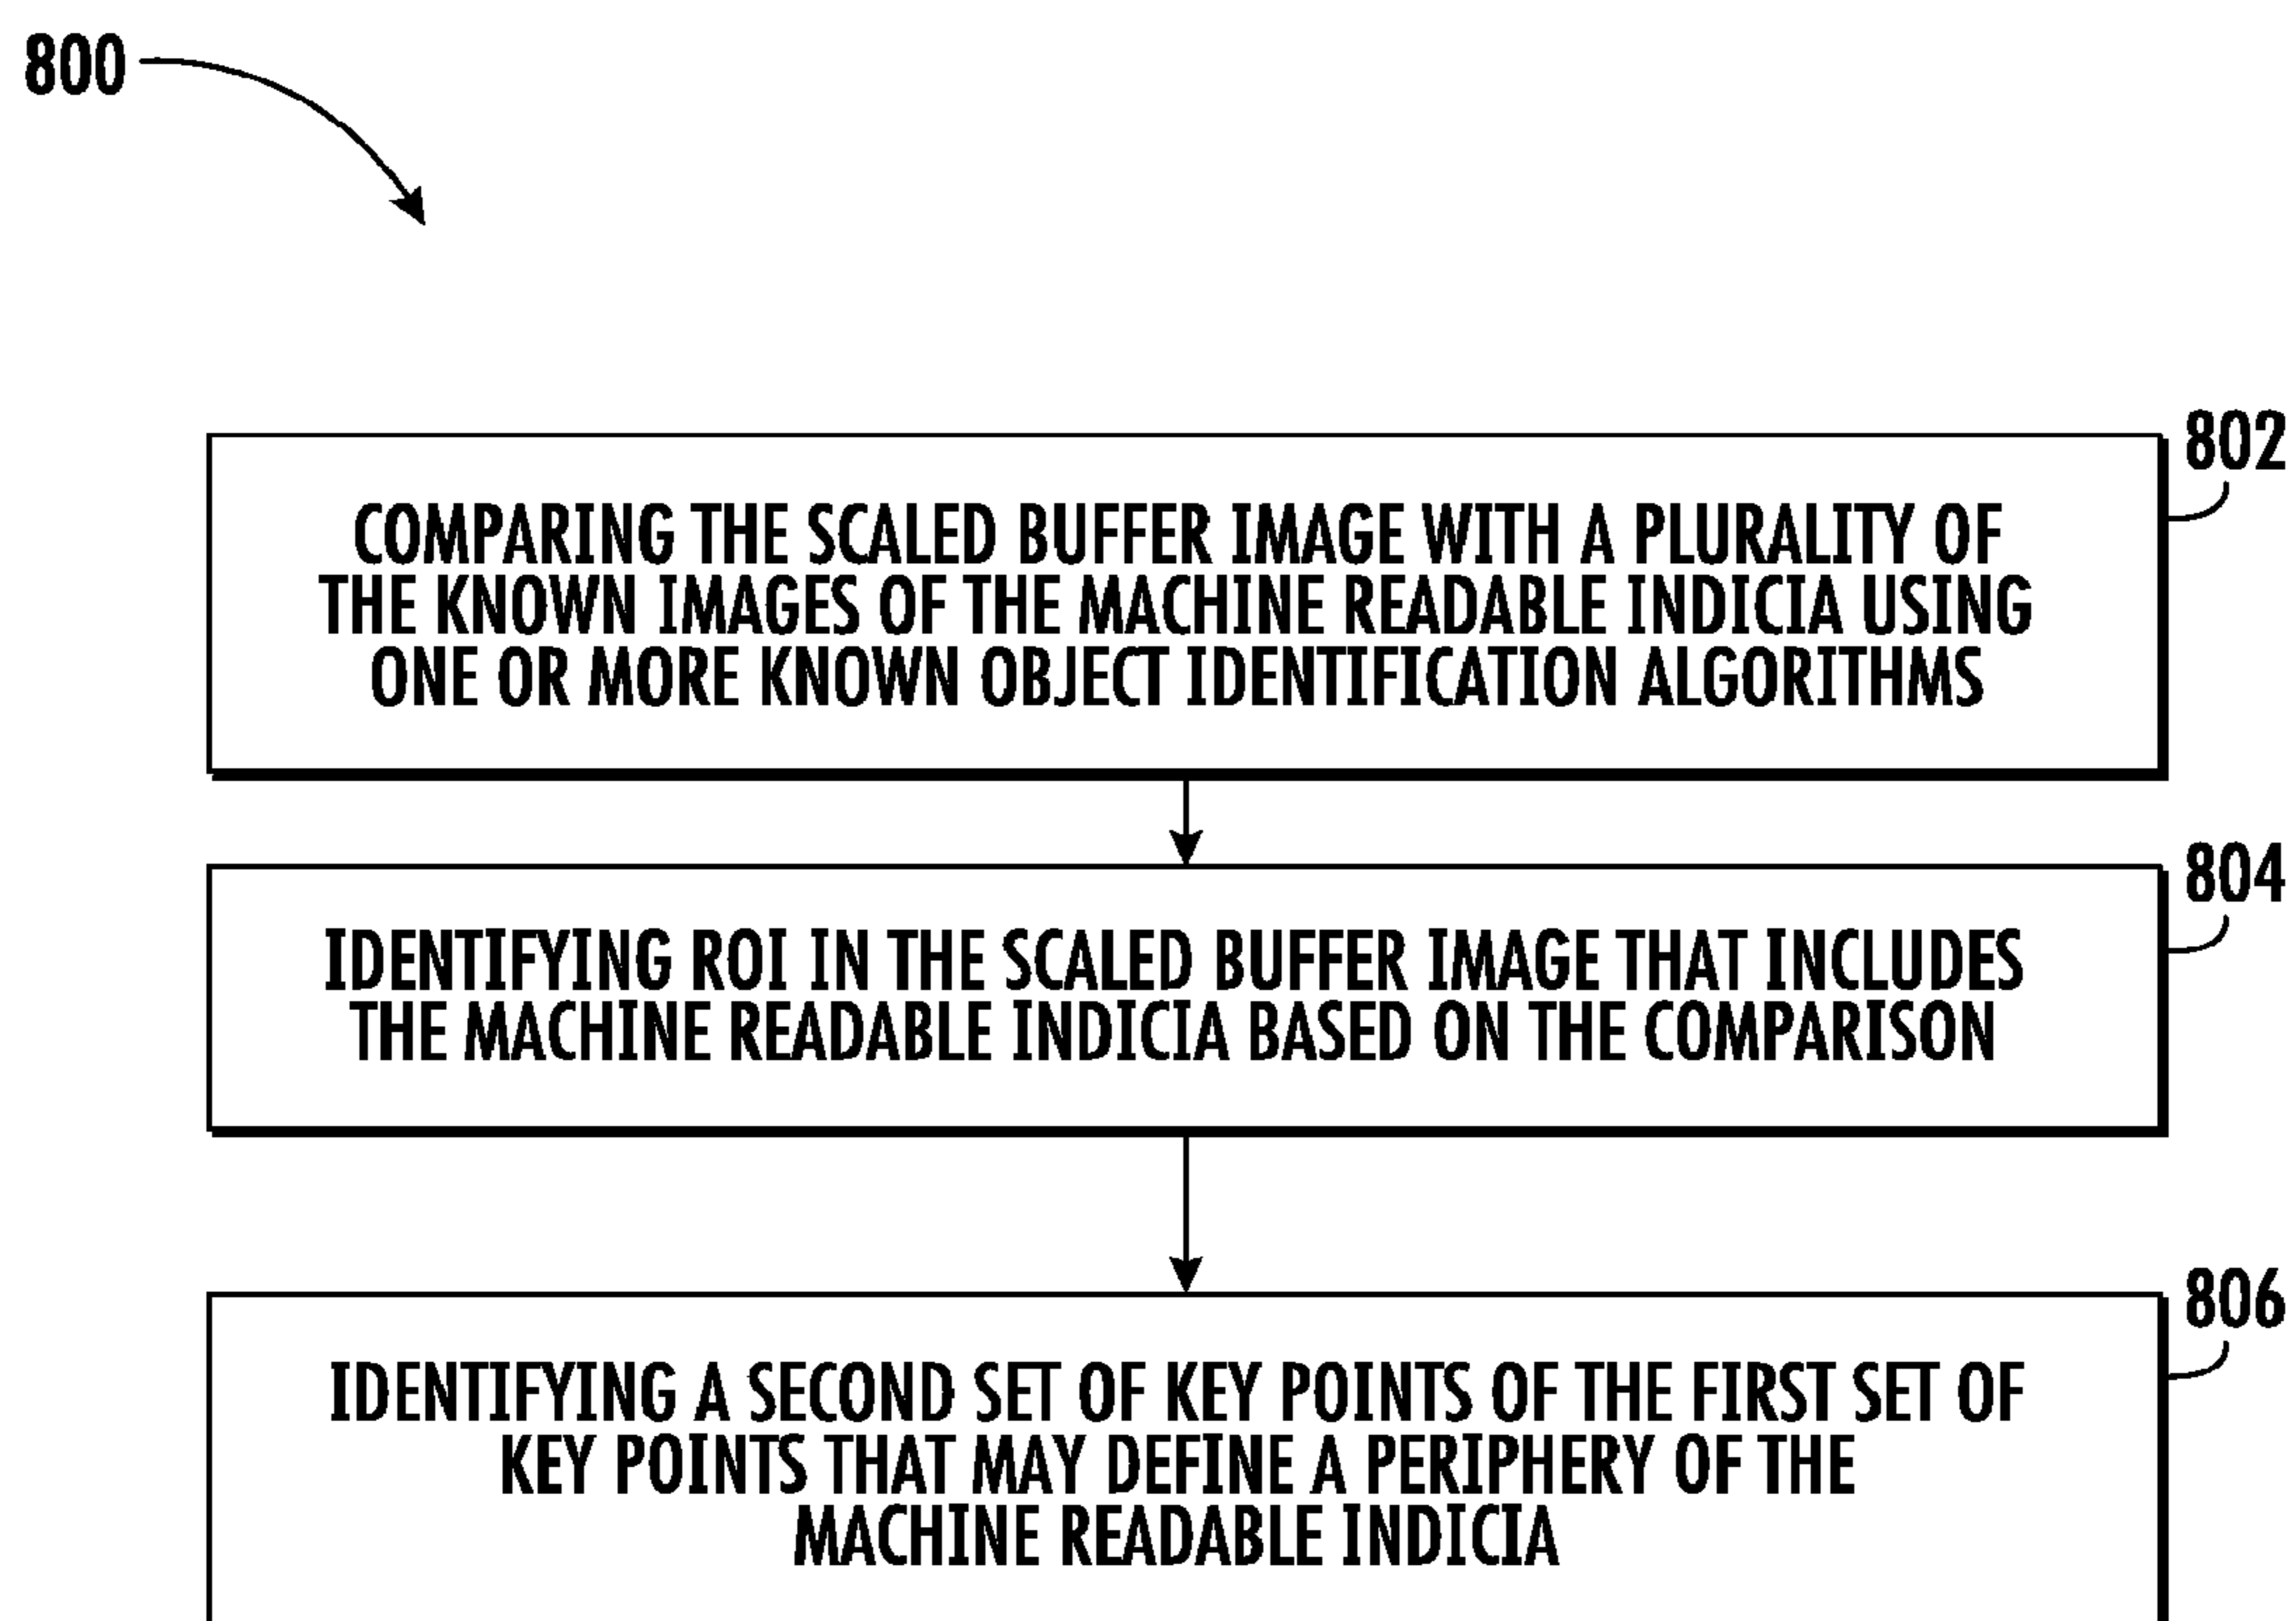 800
802
COMPARING THE SCALED BUFFER IMAGE WITH A PLURALITY OF
THE KNOWN IMAGES OF THE MACHINE READABLE INDICIA USING
ONE OR MORE KNOWN OBJECT IDENTIFICATION ALGORITHMS
804
IDENTIFYING ROI IN THE SCALED BUFFER IMAGE THAT INCLUDES
THE MACHINE READABLE INDICIA BASED ON THE COMPARISON
806
IDENTIFYING A SECOND SET OF KEY POINTS OF THE FIRST SET OF
KEY POINTS THAT MAY DEFINE A PERIPHERY OF THE
MACHINE READABLE INDICIA